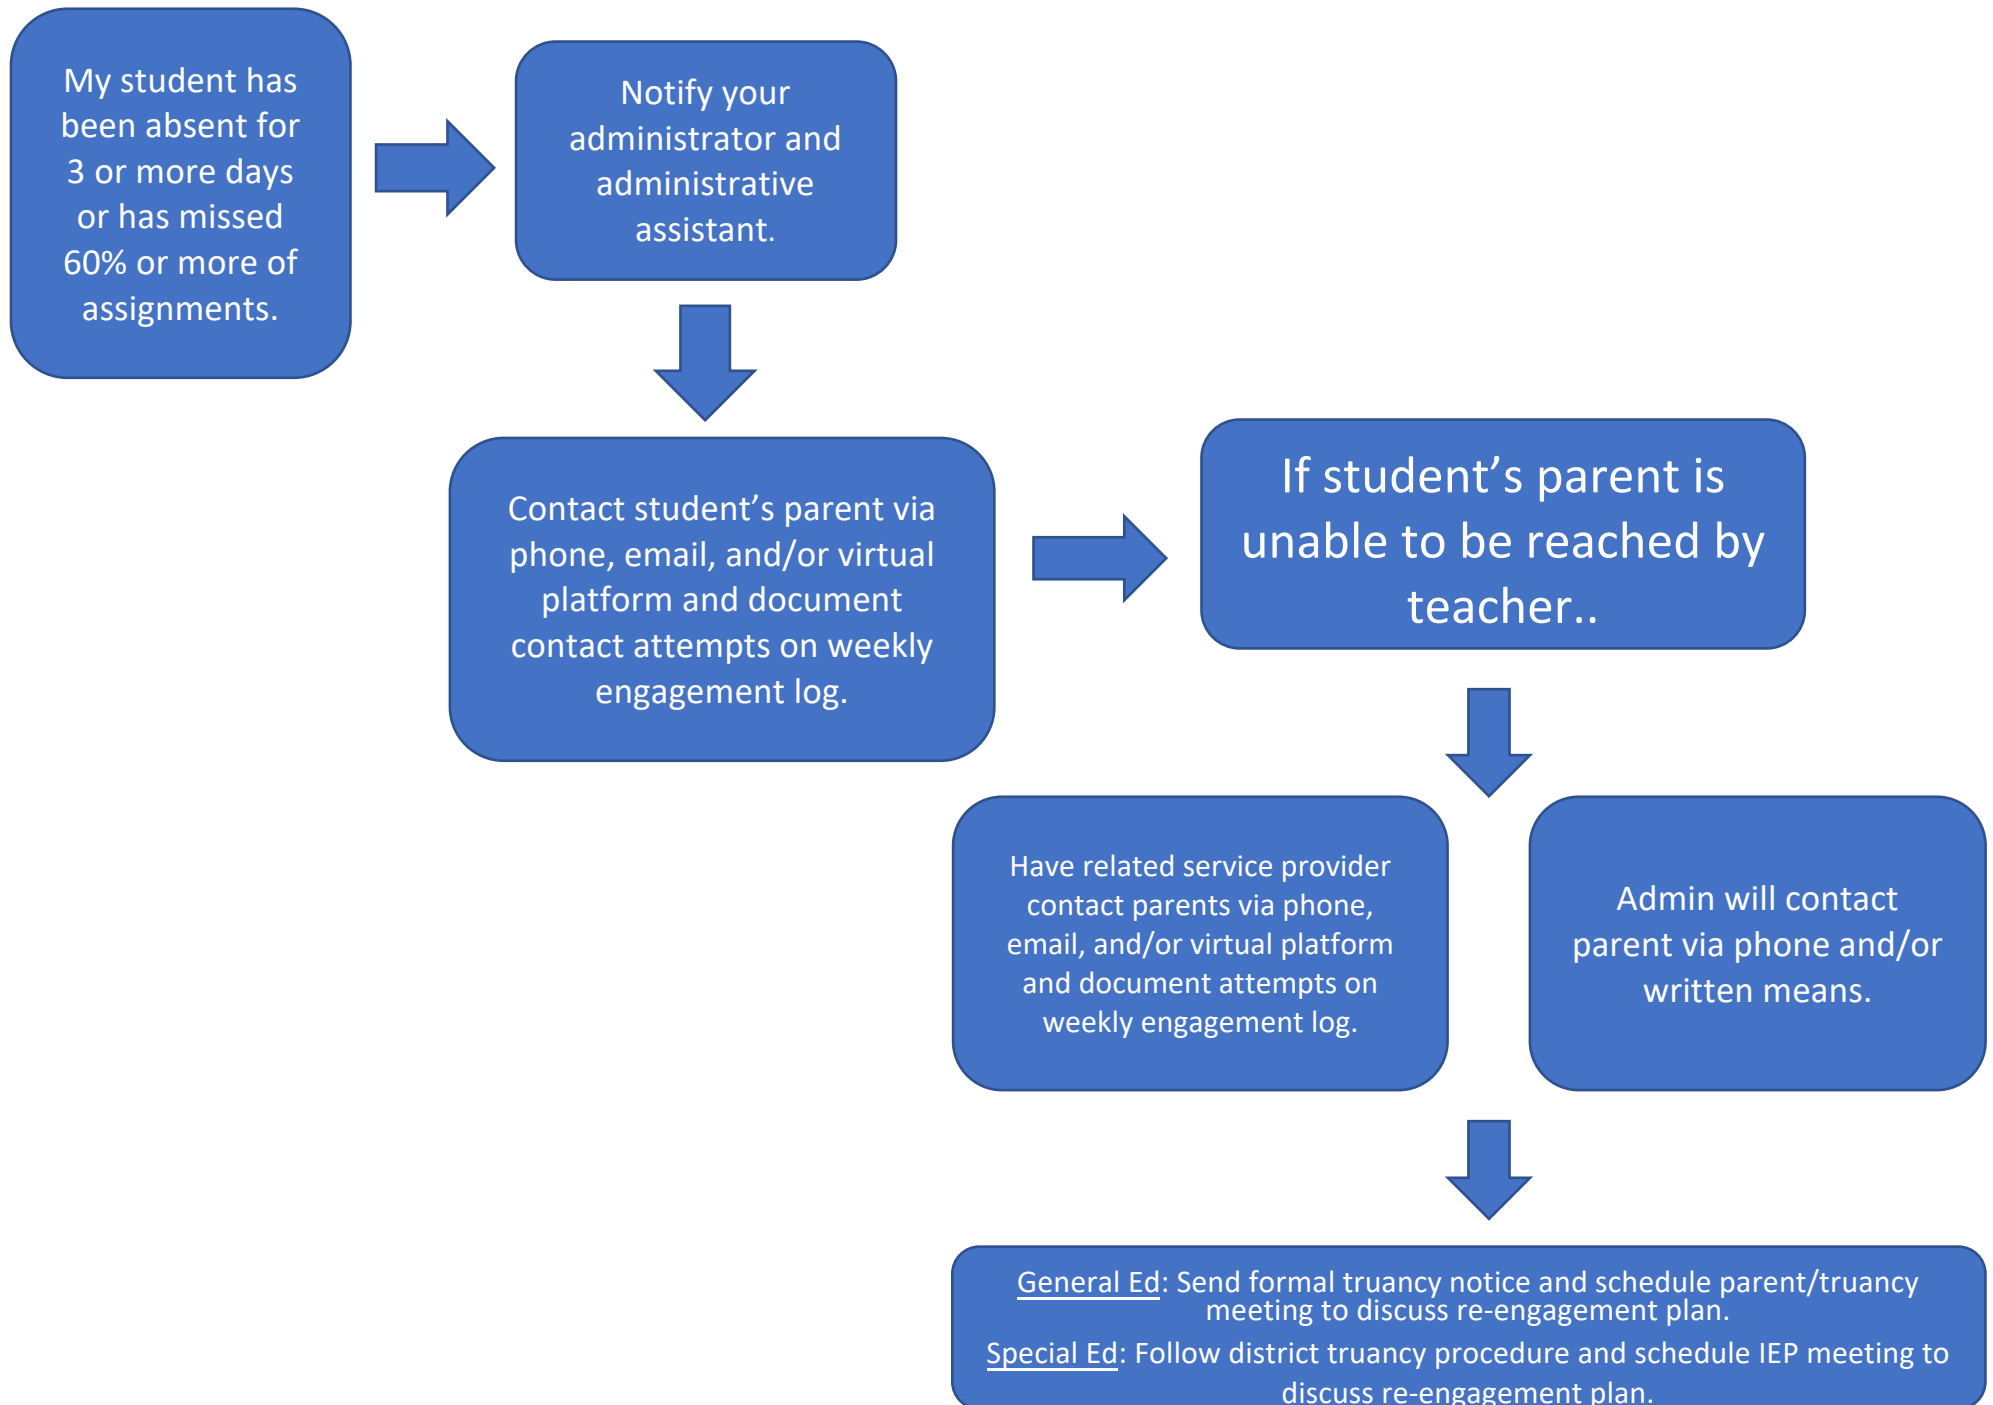 My student has
been absent for
3 or more days
or has missed
60% or more of
assignments.
Notify your
administrator and
administrative
assistant.
Contact student’s parent via
phone, email, and/or virtual
platform and document
contact attempts on weekly
engagement log.
If student’s parent is
unable to be reached by
teacher..
Have related service provider
contact parents via phone,
email, and/or virtual platform
and document attempts on
weekly engagement log.
Admin will contact
parent via phone and/or
written means.
General Ed: Send formal truancy notice and schedule parent/truancy
meeting to discuss re-engagement plan.
Special Ed: Follow district truancy procedure and schedule IEP meeting to
discuss re-engagement plan.